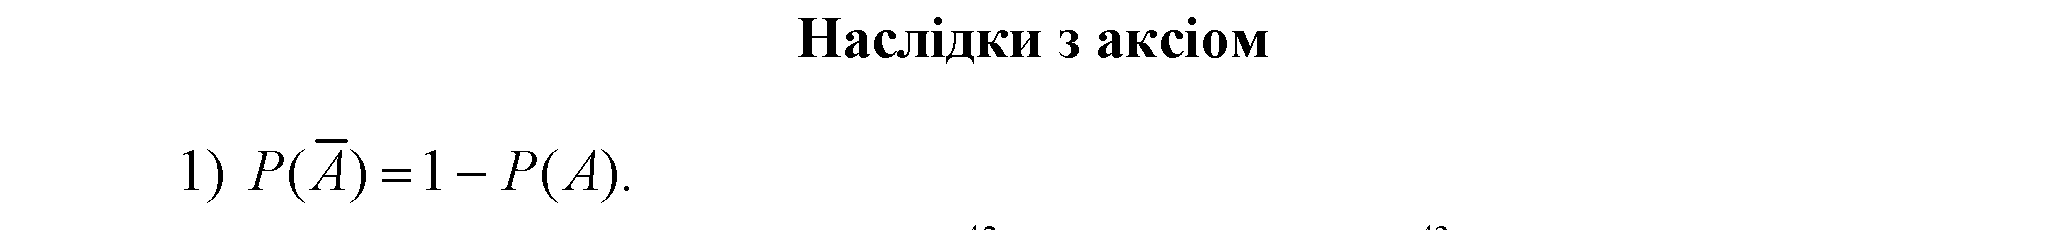 Наслідки з аксіом
1) P(A̅) = 1 − P(A).